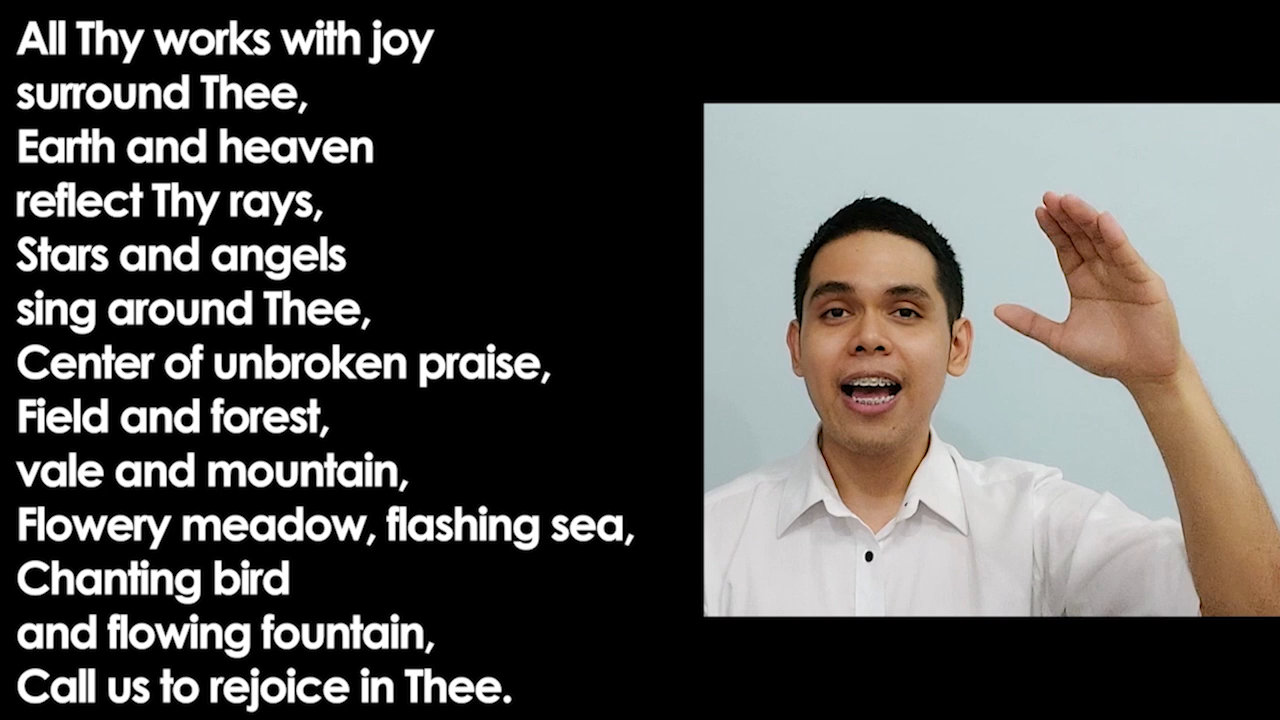 All Thy works with joy
surround Thee,
Earth and heaven
reflect Thy rays,
Stars and angels
sing around Thee,
Center of unbroken praise,
Field and forest,
vale and mountain,
Flowery meadow, flashing sea,
Chanting bird
and flowing fountain,
Call us to rejoice in Thee.